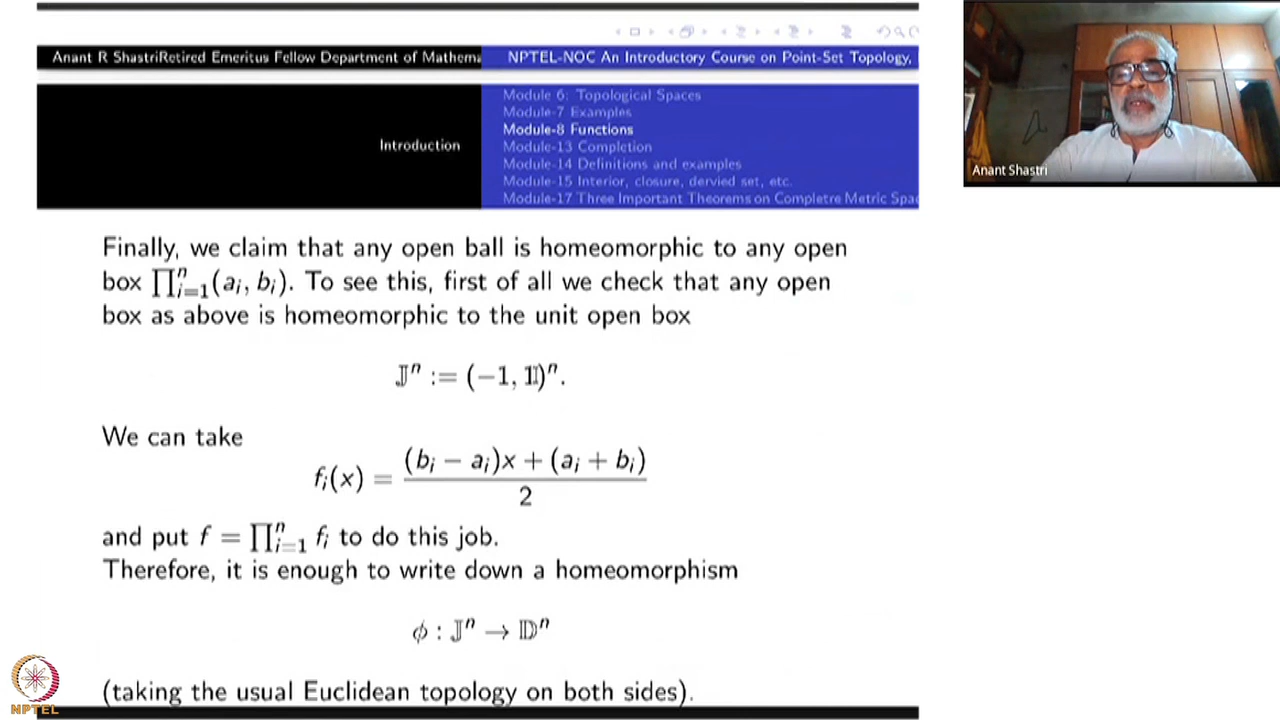 Anant R ShastriRetired Emeritus Fellow Department of Mathema
NPTEL-NOC An Introductory Course on Point-Set Topology,
Introduction
Module 6: Topological Spaces
Module-7 Examples
Module-8 Functions
Module-13 Completion
Module-14 Definitions and examples
Module-15 Interior, closure, dervied set, etc.
Module-17 Three Important Theorems on Completre Metric Spac
Finally, we claim that any open ball is homeomorphic to any open
box ∏ⁿᵢ₌₁(aᵢ, bᵢ). To see this, first of all we check that any open
box as above is homeomorphic to the unit open box
𝕁ⁿ := (−1, 1)ⁿ.
We can take
fᵢ(x) = ((bᵢ − aᵢ)x + (aᵢ + bᵢ))/2
and put f = ∏ⁿᵢ₌₁ fᵢ to do this job.
Therefore, it is enough to write down a homeomorphism
ϕ : 𝕁ⁿ → 𝔻ⁿ
(taking the usual Euclidean topology on both sides).
Anant Shastri
NPTEL